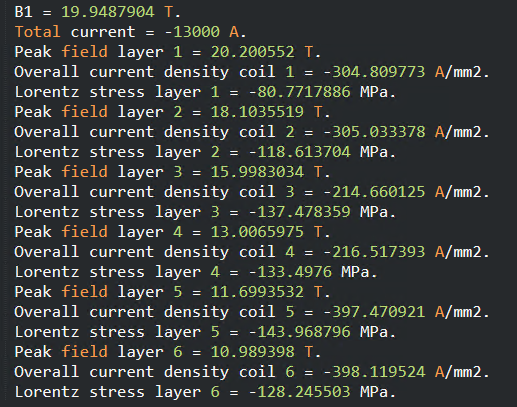 B1 = 19.9487904 T.
Total current = -13000 A.
Peak field layer 1 = 20.200552 T.
Overall current density coil 1 = -304.809773 A/mm2.
Lorentz stress layer 1 = -80.7717886 MPa.
Peak field layer 2 = 18.1035519 T.
Overall current density coil 2 = -305.033378 A/mm2.
Lorentz stress layer 2 = -118.613704 MPa.
Peak field layer 3 = 15.9983034 T.
Overall current density coil 3 = -214.660125 A/mm2.
Lorentz stress layer 3 = -137.478359 MPa.
Peak field layer 4 = 13.0065975 T.
Overall current density coil 4 = -216.517393 A/mm2.
Lorentz stress layer 4 = -133.4976 MPa.
Peak field layer 5 = 11.6993532 T.
Overall current density coil 5 = -397.470921 A/mm2.
Lorentz stress layer 5 = -143.968796 MPa.
Peak field layer 6 = 10.989398 T.
Overall current density coil 6 = -398.119524 A/mm2.
Lorentz stress layer 6 = -128.245503 MPa.